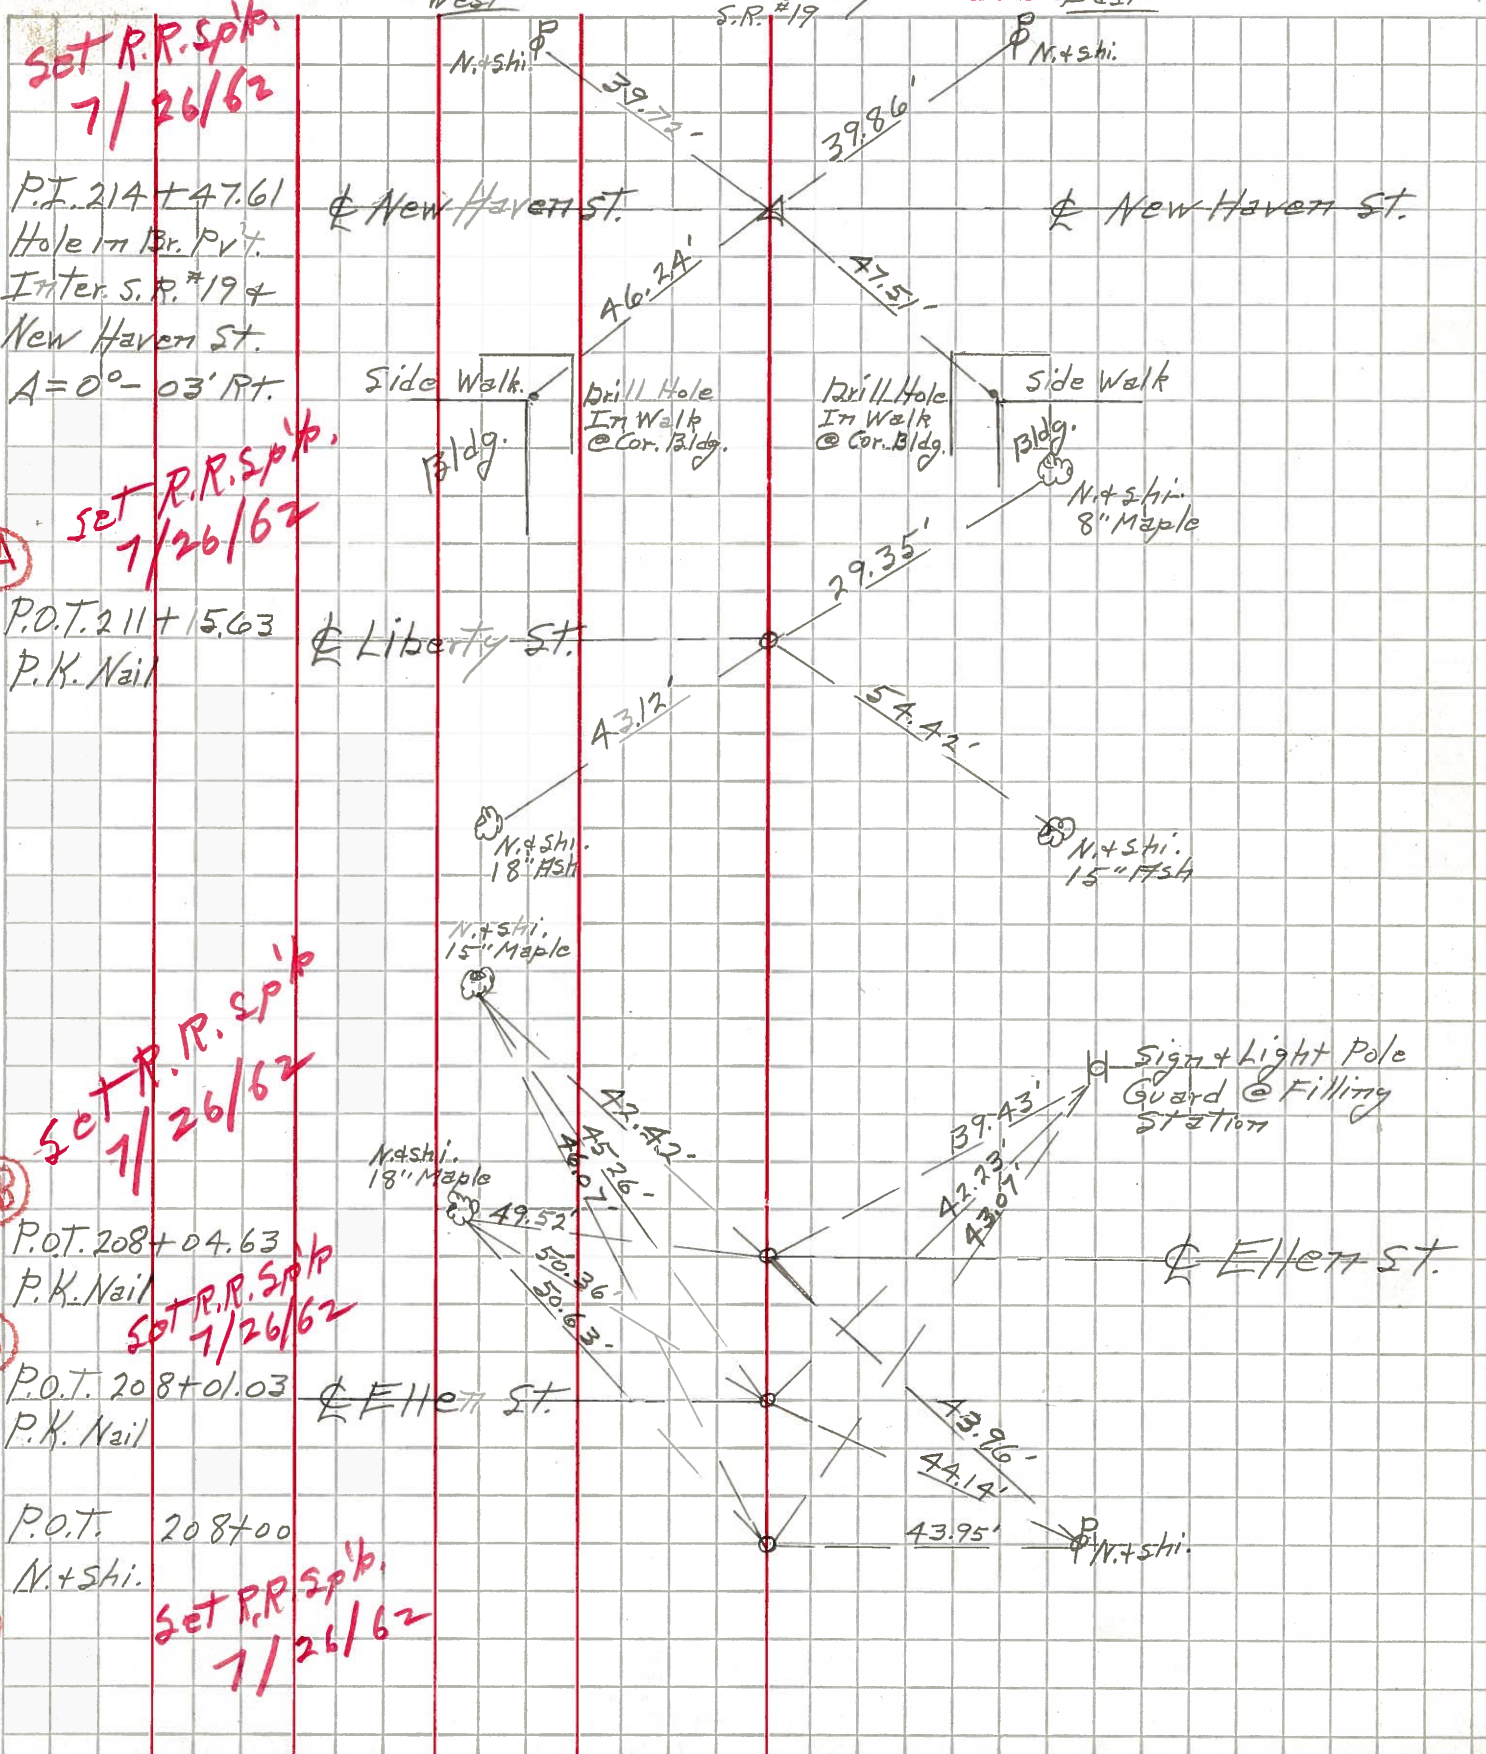 West
S.R. #19
East
Set R.R. Sp'k.
7/26/62
N.+shi.
N.+shi.
39.72'
39.86'
P.I. 214+47.61
Hole In Br. Pv't.
Inter. S.R. #19 &
New Haven St.
Δ=0°-03' Rt.
℄ New Haven St.
℄ New Haven St.
46.24'
47.51'
Side Walk
Bldg.
Drill Hole
In Walk
@ Cor. Bldg.
Drill Hole
In Walk
@ Cor. Bldg.
Side Walk
Bldg.
N.+shi.
8" Maple
Set R.R. Sp'k.
7/26/62
A
29.35'
P.O.T. 211+15.63
P.K. Nail
℄ Liberty St.
43.12'
54.42'
N.&Shi.
18" Ash
N.+shi.
15" Ash
N.+shi.
15" Maple
Set R.R. Sp'k
7/26/62
Sign & Light Pole
Guard @ Filling
Station
42.42'
45.26'
46.07'
39.43'
42.23'
43.07'
N.&shi.
18" Maple
B
49.52'
50.36'
50.63'
P.O.T. 208+04.63
P.K. Nail
℄ Ellen St.
Set R.R. Sp'k
7/26/62
P.O.T. 208+01.03
P.K. Nail
℄ Ellen St.
43.96'
44.14'
P.O.T. 208+00
N.+Shi.
43.95'
N.+shi.
Set R.R. Sp'k.
7/26/62